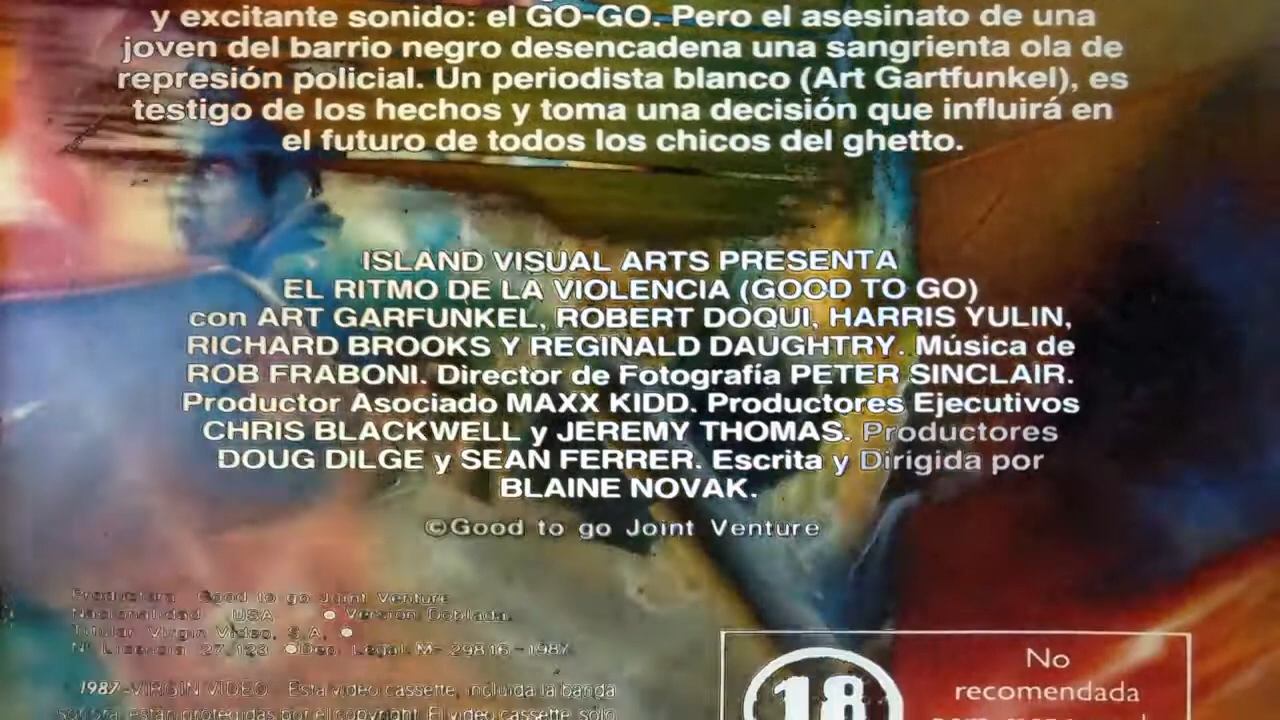 y excitante sonido: el GO-GO. Pero el asesinato de una
joven del barrio negro desencadena una sangrienta ola de
represión policial. Un periodista blanco (Art Gartfunkel), es
testigo de los hechos y toma una decisión que influirá en
el futuro de todos los chicos del ghetto.
ISLAND VISUAL ARTS PRESENTA
EL RITMO DE LA VIOLENCIA (GOOD TO GO)
con ART GARFUNKEL, ROBERT DOQUI, HARRIS YULIN,
RICHARD BROOKS Y REGINALD DAUGHTRY. Música de
ROB FRABONI. Director de Fotografía PETER SINCLAIR.
Productor Asociado MAXX KIDD. Productores Ejecutivos
CHRIS BLACKWELL y JEREMY THOMAS. Productores
DOUG DILGE y SEAN FERRER. Escrita y Dirigida por
BLAINE NOVAK.
©Good to go Joint Venture
Productora Good to go Joint Venture
Nacionalidad USA ● Versión Doblada.
Titular Virgin Video, S.A. ●
Nº Licencia 27.123 ●Dep. Legal. M- 29816-1987
1987-VIRGIN VIDEO Esta video cassette, incluida la banda
sonora, están protegidas por el copyright. El video cassette sólo
18
No
recomendada